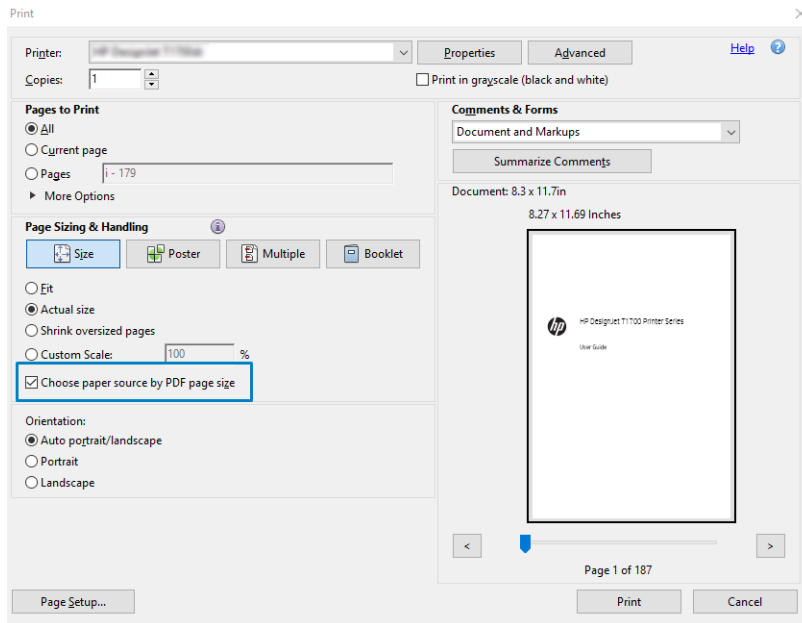 Print
Printer:
Properties
Advanced
Help
?
Copies:
1
Print in grayscale (black and white)
Pages to Print
All
Current page
Pages
i - 179
More Options
Page Sizing & Handling
i
Size
Poster
Multiple
Booklet
Fit
Actual size
Shrink oversized pages
Custom Scale:
100
%
Choose paper source by PDF page size
Orientation:
Auto portrait/landscape
Portrait
Landscape
Comments & Forms
Document and Markups
Summarize Comments
Document: 8.3 x 11.7in
8.27 x 11.69 Inches
hp
HP DesignJet T1700 Printer Series
User Guide
<
>
Page 1 of 187
Page Setup...
Print
Cancel